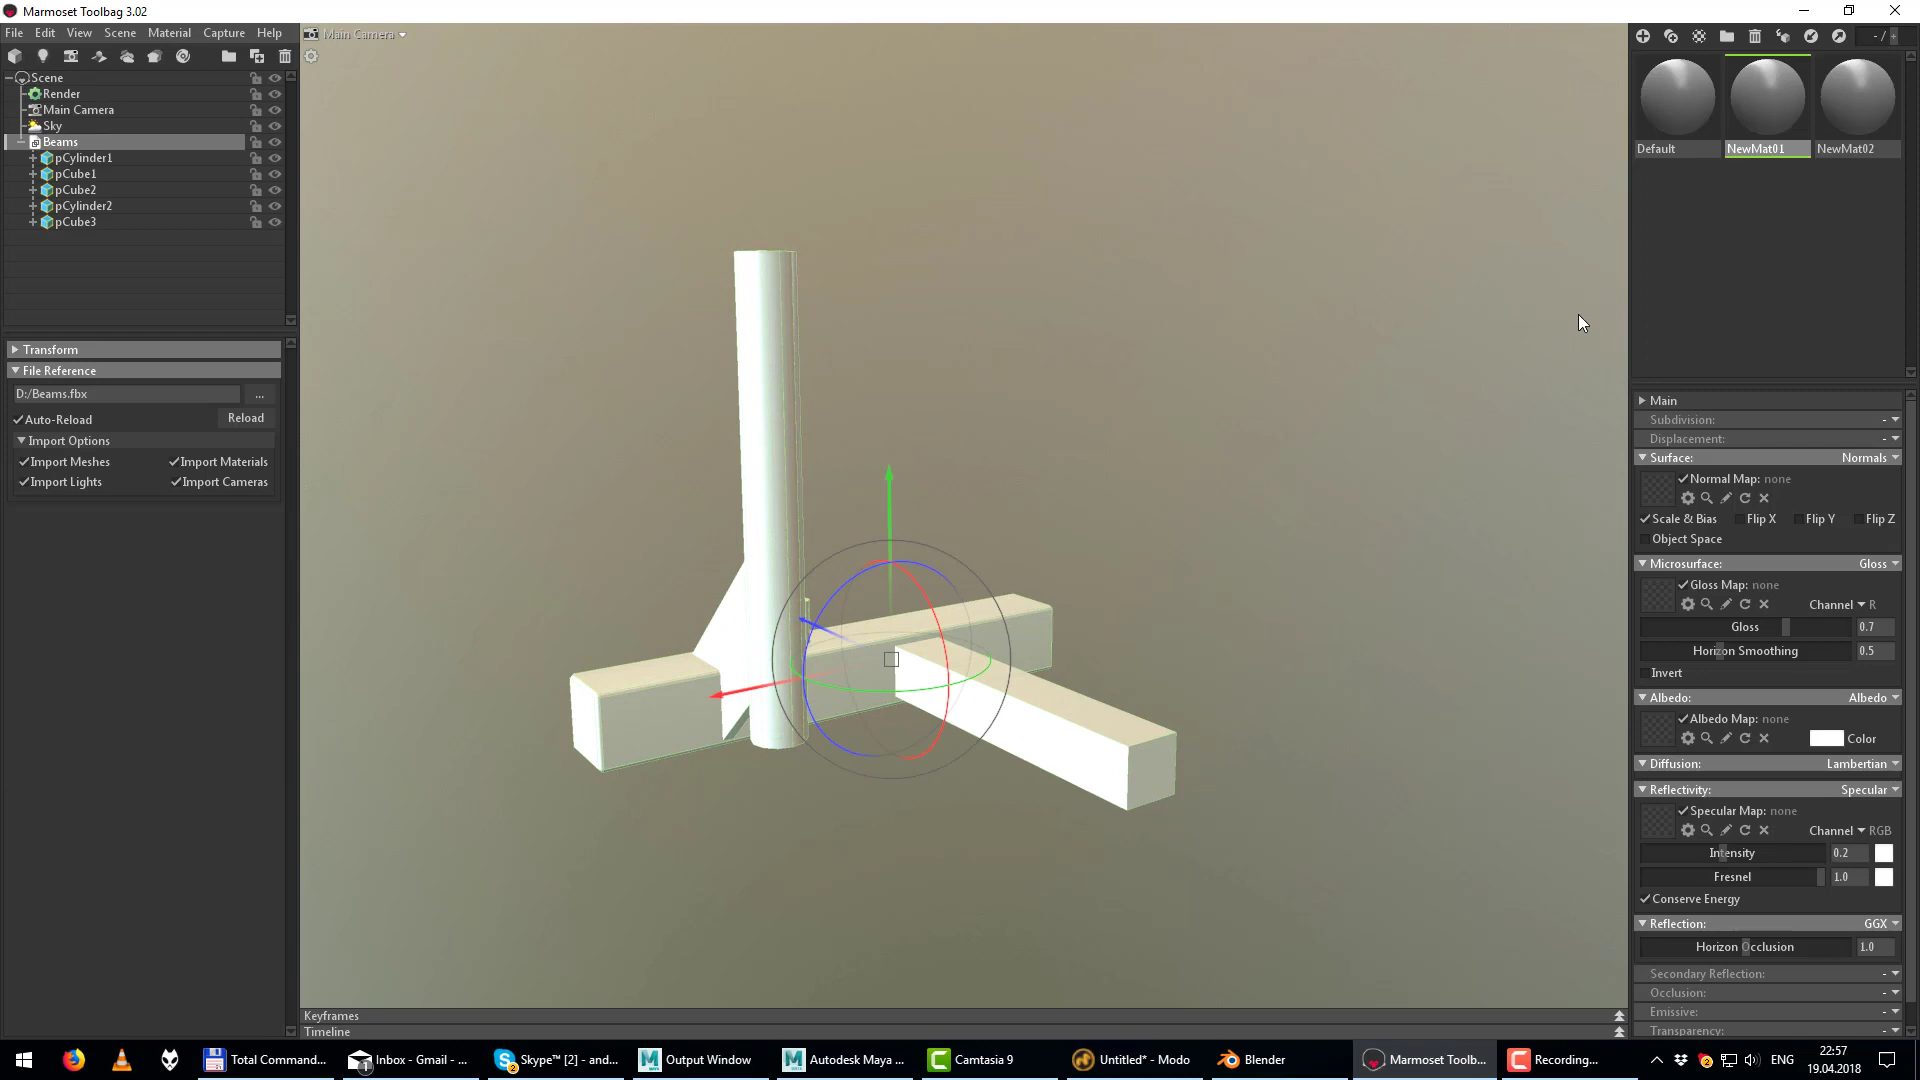 Marmoset Toolbag 3.02
File Edit View Scene Material Capture Help
Main Camera
- / +
Scene
Render
Main Camera
Sky
Beams
pCylinder1
pCube1
pCube2
pCylinder2
pCube3
Default
NewMat01
NewMat02
Transform
File Reference
D:/Beams.fbx
...
Auto-Reload
Reload
Import Options
Import Meshes
Import Materials
Import Lights
Import Cameras
Main
Subdivision: -
Displacement: -
Surface: Normals
Normal Map: none
Scale & Bias Flip X Flip Y Flip Z
Object Space
Microsurface: Gloss
Gloss Map: none
Channel R
Gloss 0.7
Horizon Smoothing 0.5
Invert
Albedo: Albedo
Albedo Map: none
Color
Diffusion: Lambertian
Reflectivity: Specular
Specular Map: none
Channel RGB
Intensity 0.2
Fresnel 1.0
Conserve Energy
Reflection: GGX
Horizon Occlusion 1.0
Secondary Reflection: -
Occlusion: -
Emissive: -
Transparency: -
Keyframes
Timeline
Total Command...
Inbox - Gmail - ...
Skype™ [2] - and...
Output Window
Autodesk Maya ...
Camtasia 9
Untitled* - Modo
Blender
Marmoset Toolb...
Recording...
ENG
22:57
19.04.2018